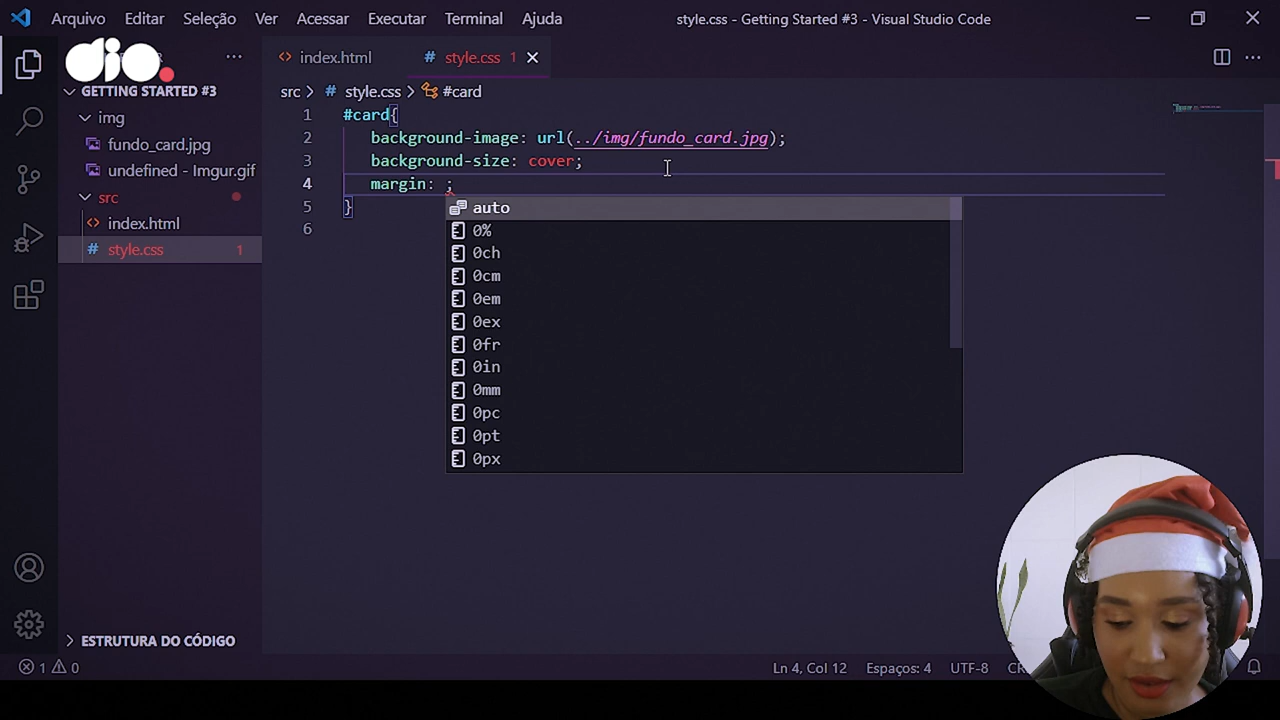 Arquivo Editar Seleção Ver Acessar Executar Terminal Ajuda style.css - Getting Started #3 - Visual Studio Code
dio. ...
index.html
# style.css 1
GETTING STARTED #3
src > # style.css > #card
img
fundo_card.jpg
undefined - Imgur.gif
src
index.html
# style.css 1
1 #card{
2 background-image: url(../img/fundo_card.jpg);
3 background-size: cover;
4 margin: ;
5 }
6
auto
0%
0ch
0cm
0em
0ex
0fr
0in
0mm
0pc
0pt
0px
ESTRUTURA DO CÓDIGO
1 0
Ln 4, Col 12 Espaços: 4 UTF-8